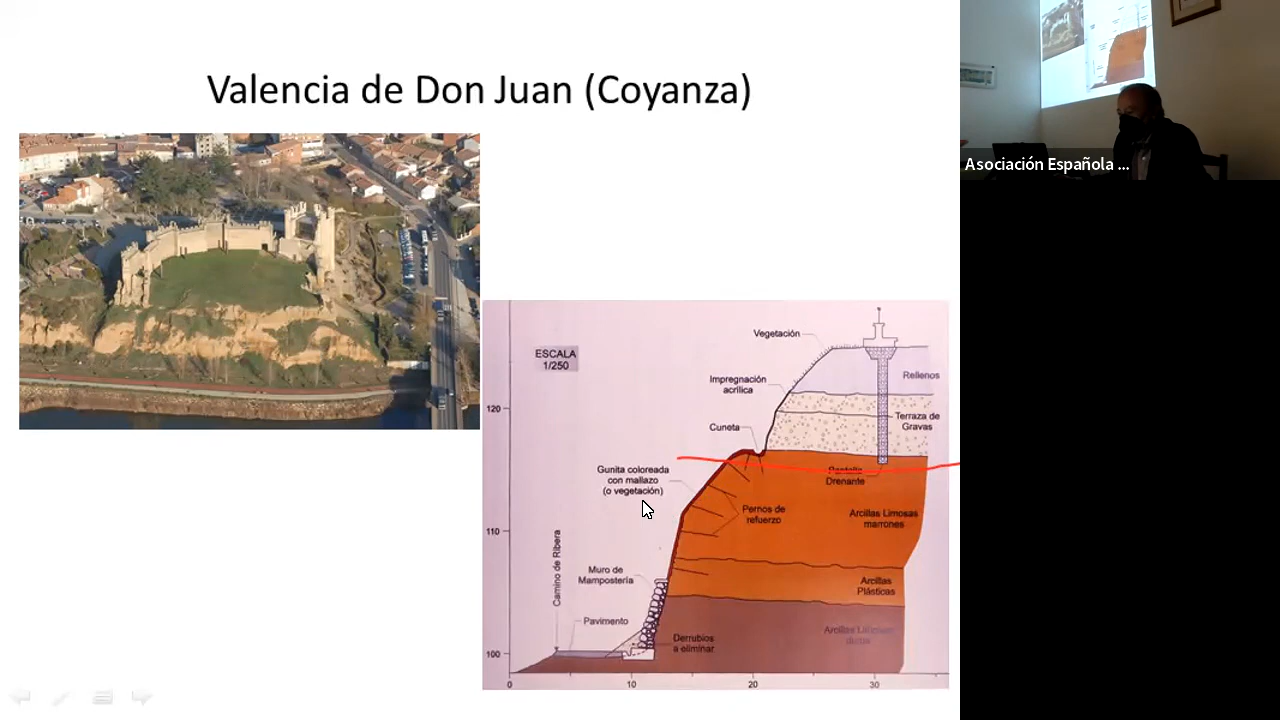 Valencia de Don Juan (Coyanza)
Asociación Española ...
Vegetación
ESCALA
1/250
Impregnación
acrílica
Rellenos
120
Terraza de
Gravas
Cuneta
Gunita coloreada
con mallazo
(o vegetación)
Pantalla
Drenante
Pernos de
refuerzo
Arcillas Limosas
marrones
110
Camino de Ribera
Muro de
Mampostería
Arcillas
Plásticas
Pavimento
Arcillas Limosas
Derrubios
a eliminar
100
0
10
20
30